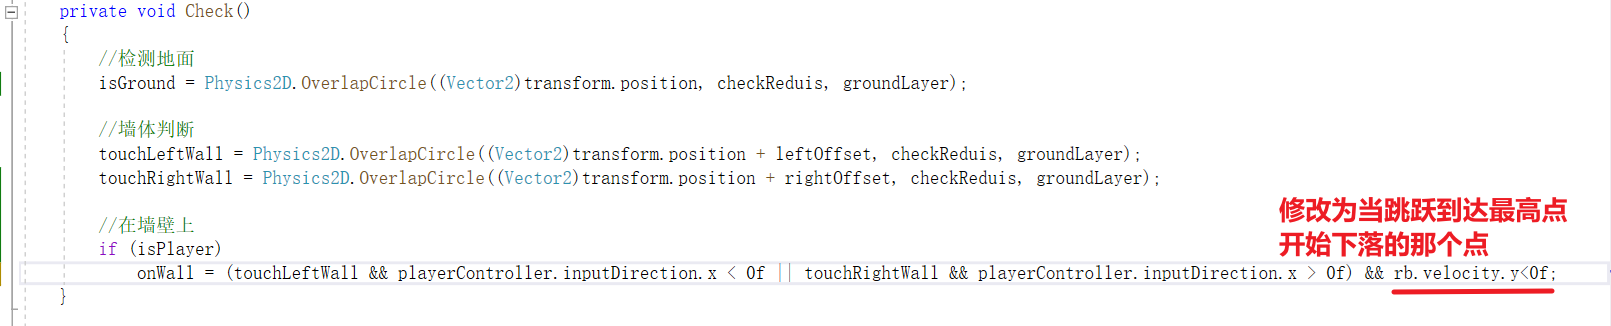 private void Check()
{
//检测地面
isGround = Physics2D.OverlapCircle((Vector2)transform.position, checkReduis, groundLayer);
//墙体判断
touchLeftWall = Physics2D.OverlapCircle((Vector2)transform.position + leftOffset, checkReduis, groundLayer);
touchRightWall = Physics2D.OverlapCircle((Vector2)transform.position + rightOffset, checkReduis, groundLayer);
//在墙壁上
if (isPlayer)
onWall = (touchLeftWall && playerController.inputDirection.x < 0f || touchRightWall && playerController.inputDirection.x > 0f) && rb.velocity.y<0f;
}
修改为当跳跃到达最高点
开始下落的那个点